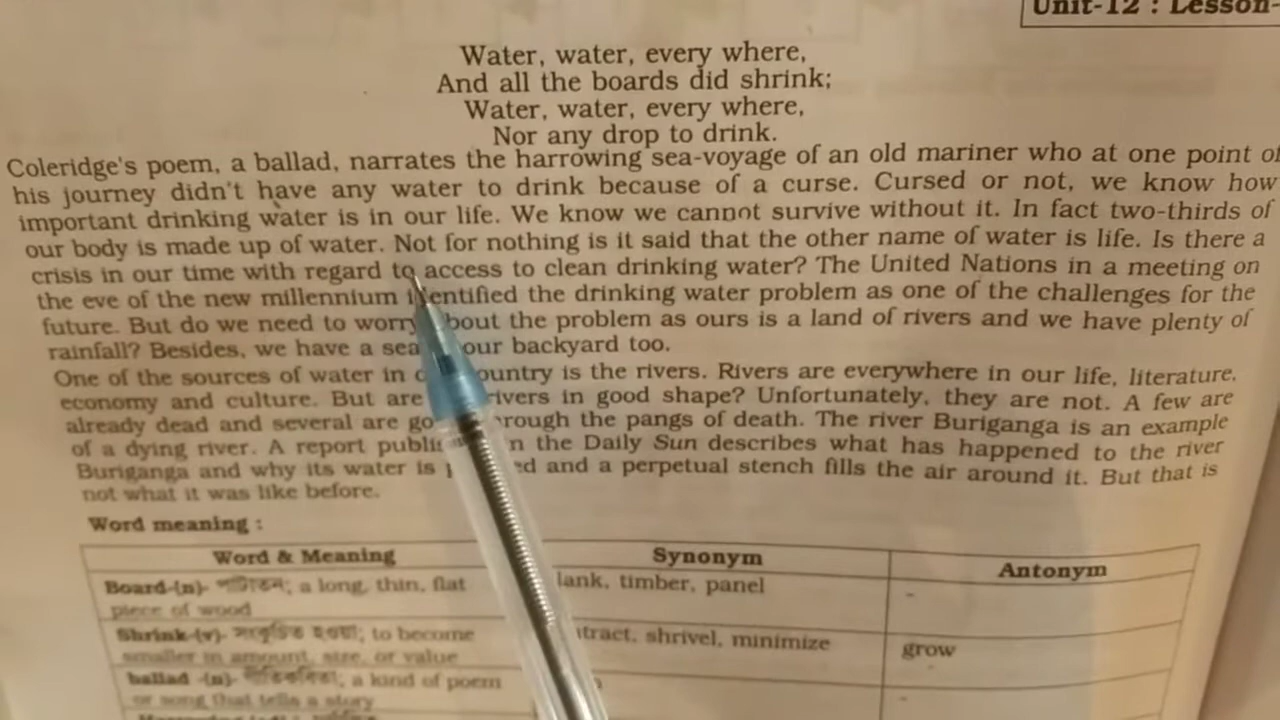 Unit-12 : Lesson-
Water, water, every where,
And all the boards did shrink;
Water, water, every where,
Nor any drop to drink.
Coleridge's poem, a ballad, narrates the harrowing sea-voyage of an old mariner who at one point of
his journey didn't have any water to drink because of a curse. Cursed or not, we know how
important drinking water is in our life. We know we cannot survive without it. In fact two-thirds of
our body is made up of water. Not for nothing is it said that the other name of water is life. Is there a
crisis in our time with regard to access to clean drinking water? The United Nations in a meeting on
the eve of the new millennium identified the drinking water problem as one of the challenges for the
future. But do we need to worry about the problem as ours is a land of rivers and we have plenty of
rainfall? Besides, we have a sea our backyard too.
One of the sources of water in country is the rivers. Rivers are everywhere in our life, literature,
economy and culture. But are rivers in good shape? Unfortunately, they are not. A few are
already dead and several are go through the pangs of death. The river Buriganga is an example
of a dying river. A report publi n the Daily Sun describes what has happened to the river
Buriganga and why its water is ed and a perpetual stench fills the air around it. But that is
not what it was like before.
Word meaning :
Word & Meaning Synonym Antonym
Board-(n)- পাটাতন; a long, thin, flat lank, timber, panel -
piece of wood
Shrink-(v)- সংকুচিত হওয়া; to become tract, shrivel, minimize grow
smaller in amount, size, or value
ballad -(n)- গীতিকবিতা; a kind of poem -
or song that tells a story